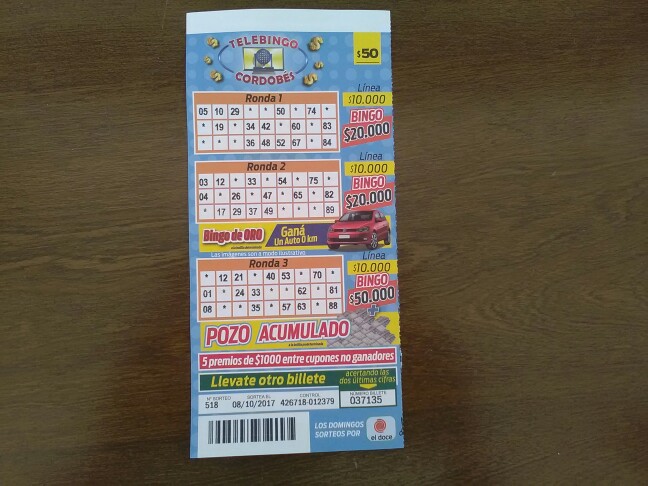 TELEBINGO
CORDOBES
$50
Ronda 1
05 10 29 * * 50 * 74 *
* 19 * 34 42 * 60 * 83
* * * 36 48 52 67 * 84
Línea
$10.000
BINGO
$20.000
Ronda 2
03 12 * 33 * 54 * 75 *
04 * 26 * 47 * 65 * 82
* 17 29 37 49 * * * 89
Línea
$10.000
BINGO
$20.000
Bingo de ORO
Ganá
Un Auto 0 km
Las imágenes son a modo ilustrativo.
Ronda 3
* 12 21 * 40 53 * 70 *
01 * 24 33 * * 62 * 81
08 * * 35 * 57 63 * 88
Línea
$10.000
BINGO
$50.000
+
POZO ACUMULADO
5 premios de $1000 entre cupones no ganadores
Llevate otro billete
acertando las
dos últimas cifras
Nº SORTEO
518
SORTEA EL
08/10/2017
CONTROL
426718-012379
NÚMERO BILLETE
037135
LOS DOMINGOS
SORTEOS POR
el doce